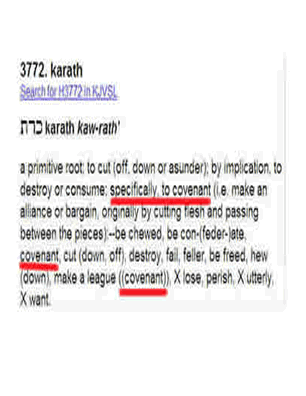 3772. karath
Search for H3772 in KJVSL
כרת karath kaw-rath'
a primitive root; to cut (off, down or asunder); by implication, to
destroy or consume; specifically, to covenant (i.e. make an
alliance or bargain, originally by cutting flesh and passing
between the pieces):--be chewed, be con-(feder-)ate,
covenant, cut (down, off), destroy, fail, feller, be freed, hew
(down), make a league ((covenant)), X lose, perish, X utterly,
X want.